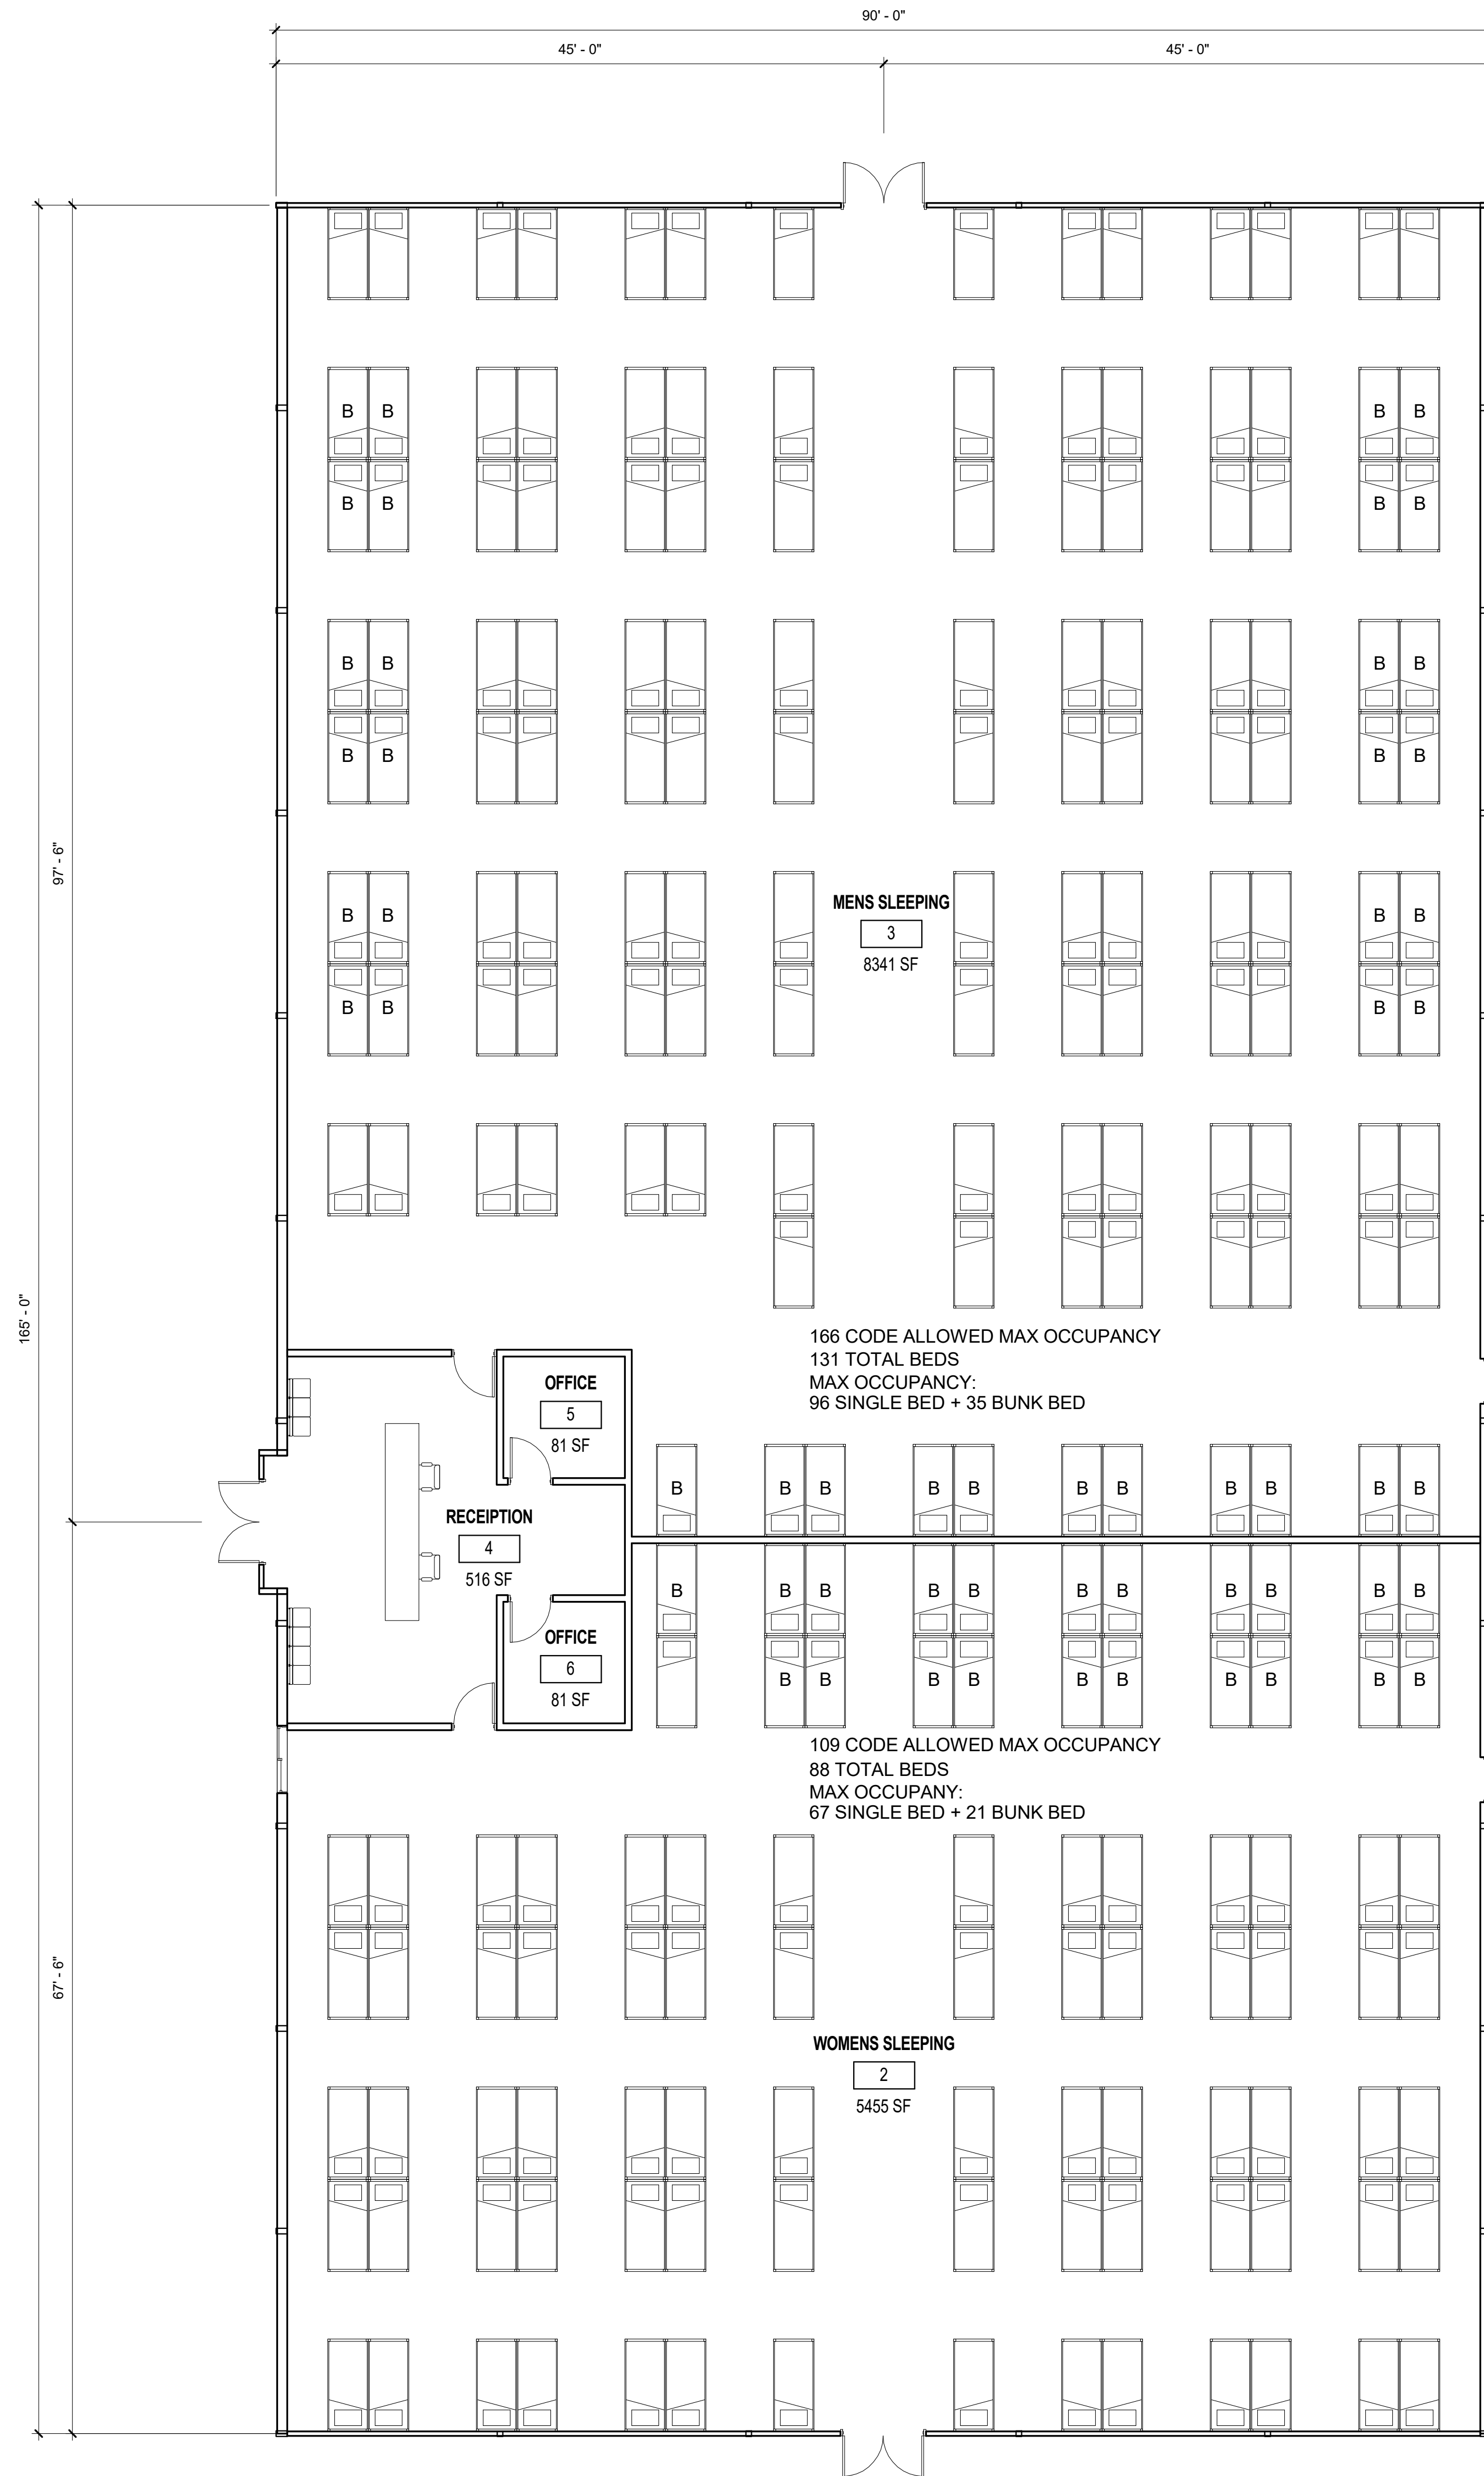 90' - 0"
45' - 0" 45' - 0"
B B B B
B B B B
B B B B
B B B B
97' - 6"
MENS SLEEPING
B B B B
3
8341 SF
B B B B
165' - 0"
166 CODE ALLOWED MAX OCCUPANCY
131 TOTAL BEDS
MAX OCCUPANCY:
96 SINGLE BED + 35 BUNK BED
OFFICE
5
81 SF
B B B B B B B B B B B
RECEIPTION
4
516 SF
B B B B B B B B B B B
OFFICE
6
81 SF
B B B B B B B B B B
109 CODE ALLOWED MAX OCCUPANCY
88 TOTAL BEDS
MAX OCCUPANY:
67 SINGLE BED + 21 BUNK BED
67' - 6"
WOMENS SLEEPING
2
5455 SF